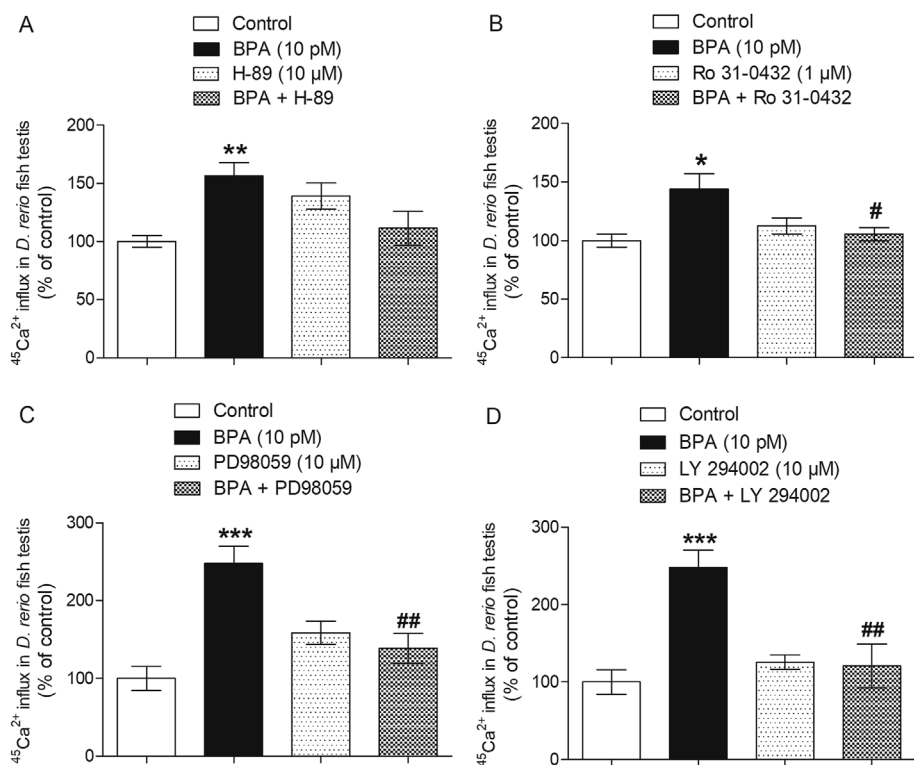 A
Control
BPA (10 pM)
H-89 (10 µM)
BPA + H-89
⁴⁵Ca²⁺ influx in D. rerio fish testis
(% of control)
200
150
100
50
0
**
B
Control
BPA (10 pM)
Ro 31-0432 (1 µM)
BPA + Ro 31-0432
⁴⁵Ca²⁺ influx in D. rerio fish testis
(% of control)
200
150
100
50
0
*
#
C
Control
BPA (10 pM)
PD98059 (10 µM)
BPA + PD98059
⁴⁵Ca²⁺ influx in D. rerio fish testis
(% of control)
300
200
100
0
***
##
D
Control
BPA (10 pM)
LY 294002 (10 µM)
BPA + LY 294002
⁴⁵Ca²⁺ influx in D. rerio fish testis
(% of control)
300
200
100
0
***
##